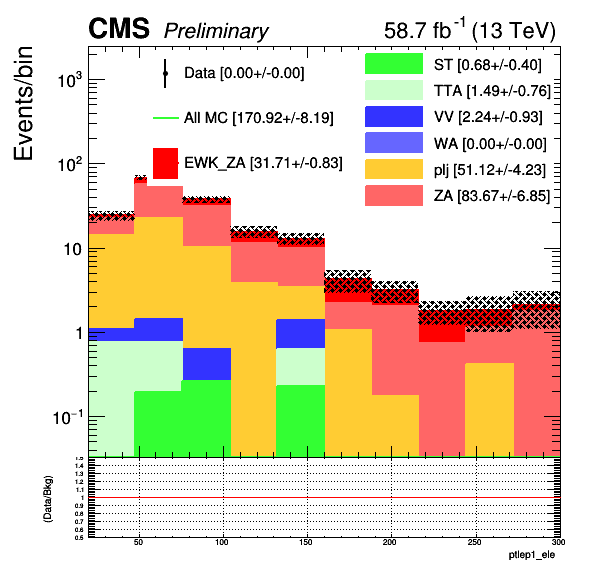 CMS Preliminary 58.7 fb⁻¹ (13 TeV)
Events/bin
10³
10²
10
1
10⁻¹
Data [0.00+/-0.00]
All MC [170.92+/-8.19]
EWK_ZA [31.71+/-0.83]
ST [0.68+/-0.40]
TTA [1.49+/-0.76]
VV [2.24+/-0.93]
WA [0.00+/-0.00]
plj [51.12+/-4.23]
ZA [83.67+/-6.85]
(Data/Bkg)
1.5
1.4
1.3
1.2
1.1
1
0.9
0.8
0.7
0.6
0.5
50 100 150 200 250 300
ptlep1_ele